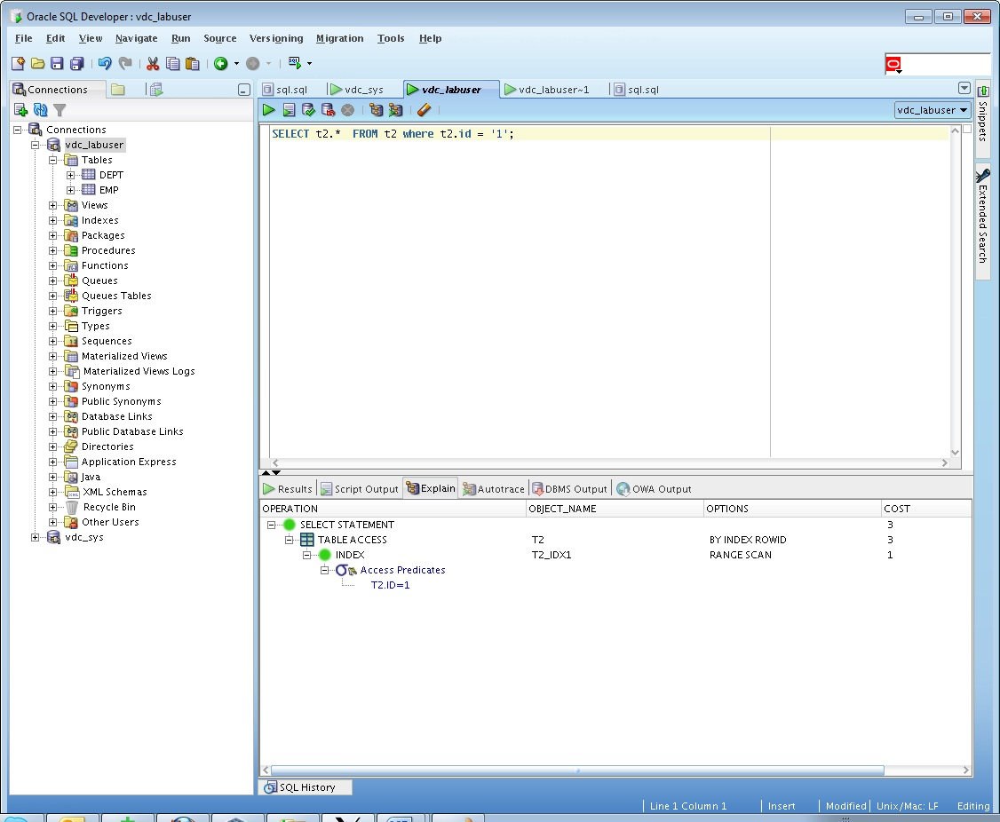 Oracle SQL Developer : vdc_labuser
File Edit View Navigate Run Source Versioning Migration Tools Help
Connections
sql.sql vdc_sys vdc_labuser vdc_labuser~1 sql.sql
vdc_labuser
Snippets
Extended Search
Connections
vdc_labuser
Tables
DEPT
EMP
Views
Indexes
Packages
Procedures
Functions
Queues
Queues Tables
Triggers
Types
Sequences
Materialized Views
Materialized Views Logs
Synonyms
Public Synonyms
Database Links
Public Database Links
Directories
Application Express
Java
XML Schemas
Recycle Bin
Other Users
vdc_sys
SELECT t2.*  FROM t2 where t2.id = '1';
Results Script Output Explain Autotrace DBMS Output OWA Output
OPERATION OBJECT_NAME OPTIONS COST
SELECT STATEMENT 3
TABLE ACCESS T2 BY INDEX ROWID 3
INDEX T2_IDX1 RANGE SCAN 1
Access Predicates
T2.ID=1
SQL History
Line 1 Column 1 Insert Modified Unix/Mac: LF Editing